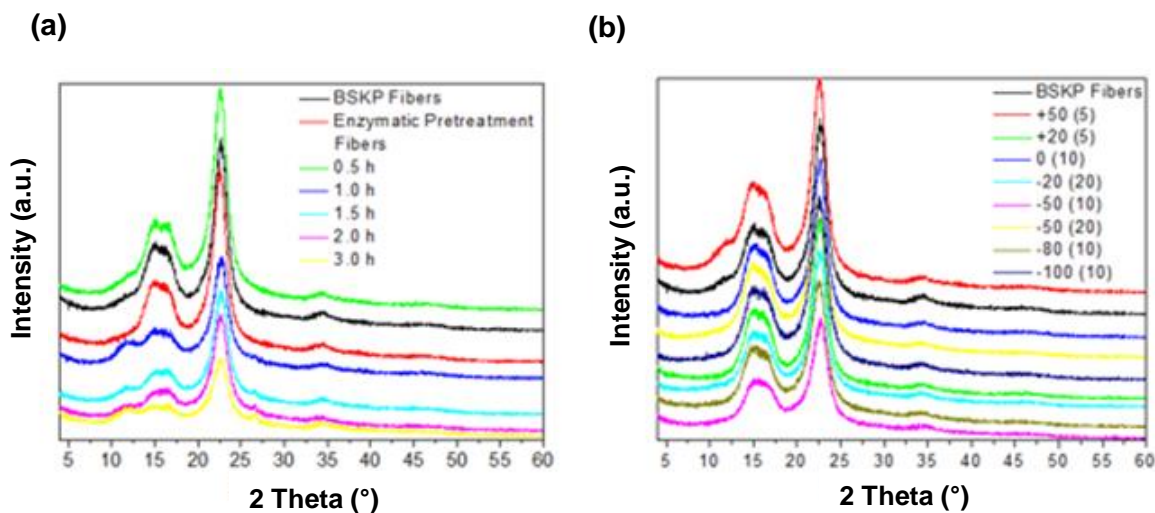 (a)
(b)
BSKP Fibers
Enzymatic Pretreatment
Fibers
0.5 h
1.0 h
1.5 h
2.0 h
3.0 h
Intensity (a.u.)
5 10 15 20 25 30 35 40 45 50 55 60
2 Theta (°)
BSKP Fibers
+50 (5)
+20 (5)
0 (10)
-20 (20)
-50 (10)
-50 (20)
-80 (10)
-100 (10)
Intensity (a.u.)
5 10 15 20 25 30 35 40 45 50 55 60
2 Theta (°)